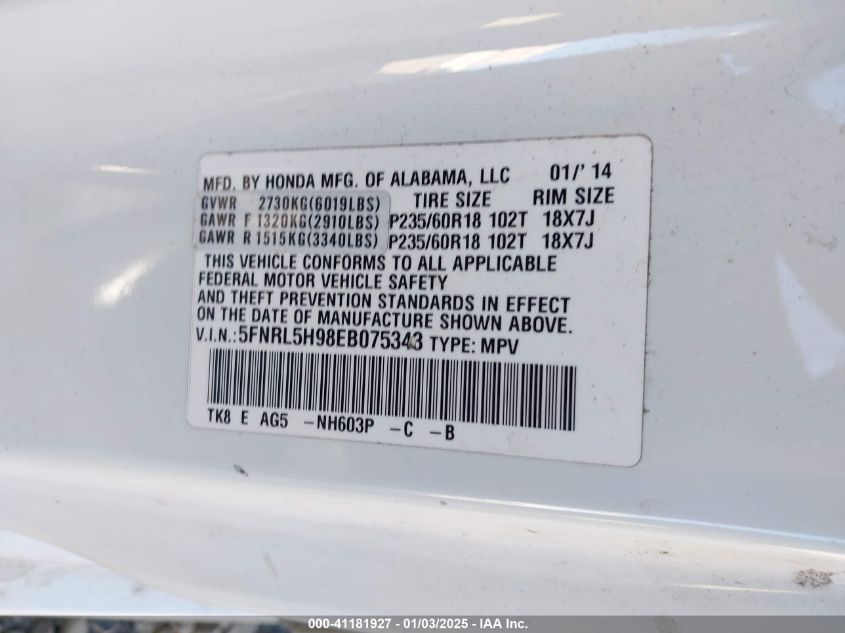 MFD. BY HONDA MFG. OF ALABAMA, LLC 01/'14
GVWR 2730KG(6019LBS) TIRE SIZE RIM SIZE
GAWR F 1320KG(2910LBS) P235/60R18 102T 18X7J
GAWR R 1515KG(3340LBS) P235/60R18 102T 18X7J
THIS VEHICLE CONFORMS TO ALL APPLICABLE
FEDERAL MOTOR VEHICLE SAFETY
AND THEFT PREVENTION STANDARDS IN EFFECT
ON THE DATE OF MANUFACTURE SHOWN ABOVE.
V.I.N.: 5FNRL5H98EB075343 TYPE: MPV
TK8 E AG5 -NH603P -C -B
000-41181927 - 01/03/2025 - IAA Inc.